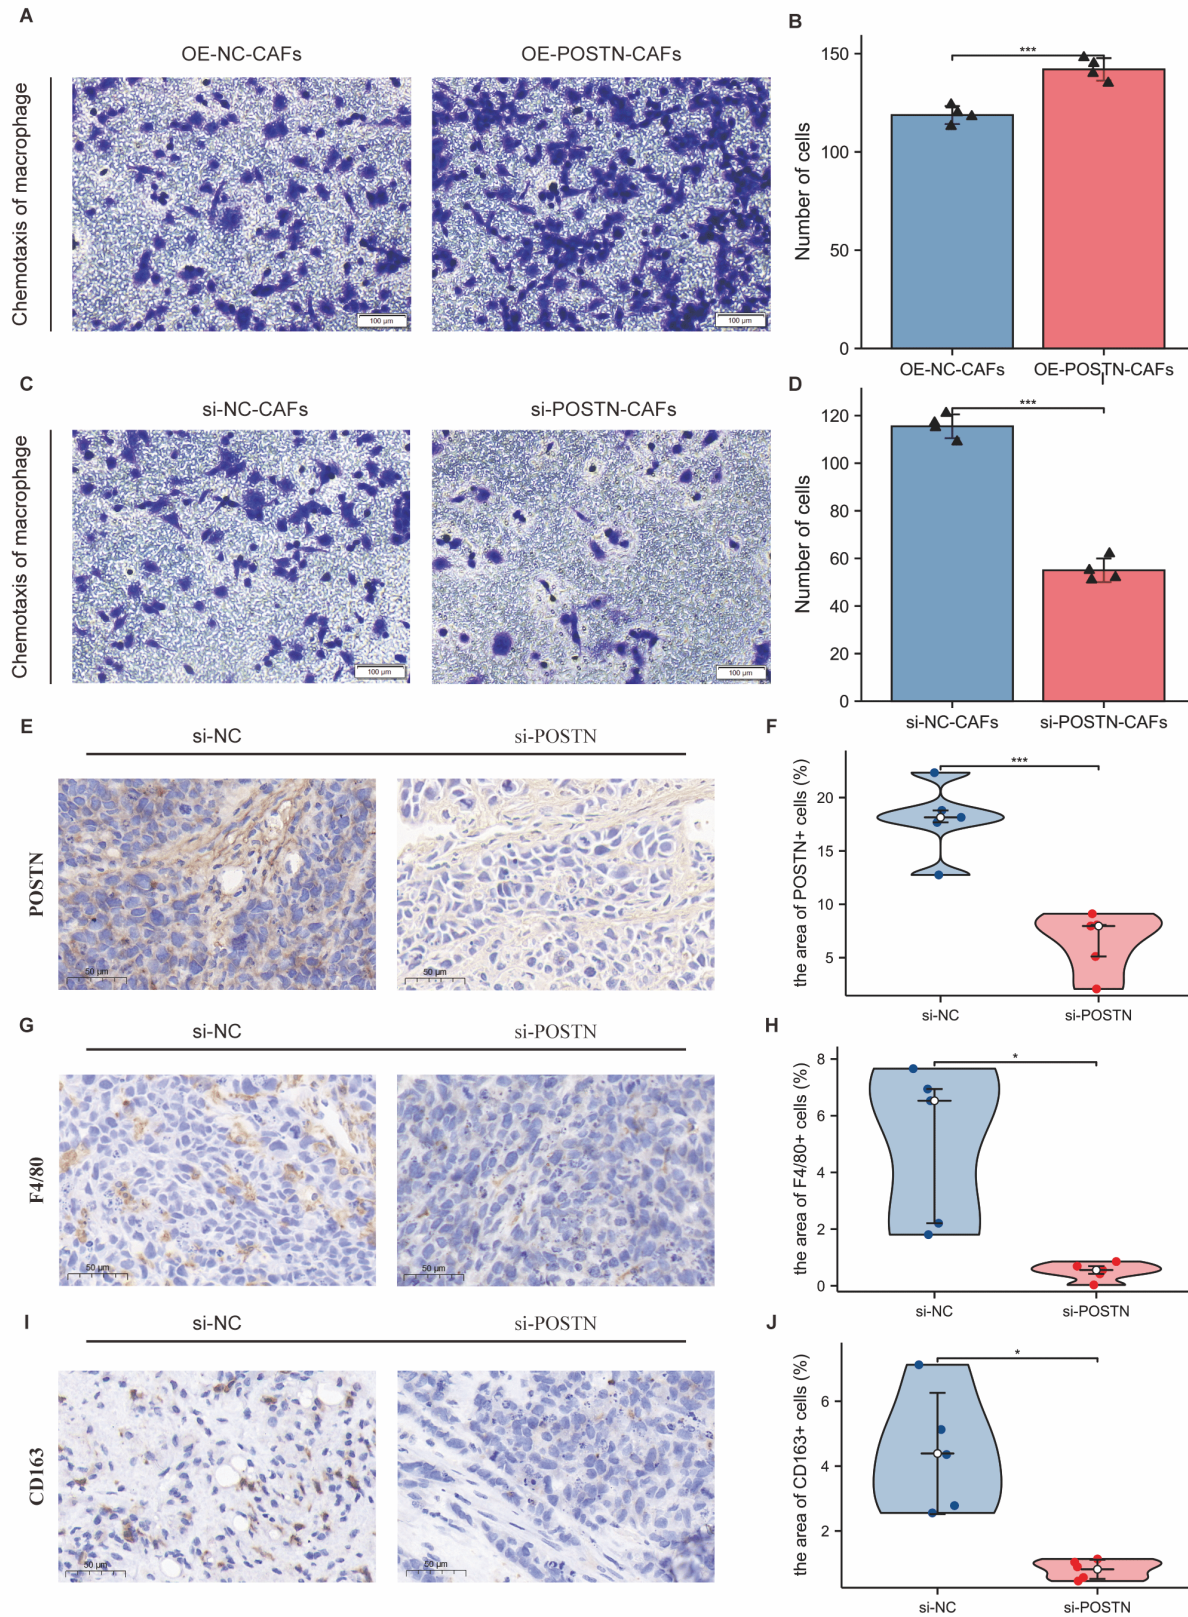 A
OE-NC-CAFs
OE-POSTN-CAFs
Chemotaxis of macrophage
100 µm
100 µm
B
***
Number of cells
150
100
50
0
OE-NC-CAFs
OE-POSTN-CAFs
C
si-NC-CAFs
si-POSTN-CAFs
Chemotaxis of macrophage
100 µm
100 µm
D
***
Number of cells
120
100
80
60
40
20
0
si-NC-CAFs
si-POSTN-CAFs
E
si-NC
si-POSTN
POSTN
50 µm
50 µm
F
***
the area of POSTN+ cells (%)
20
15
10
5
si-NC
si-POSTN
G
si-NC
si-POSTN
F4/80
50 µm
50 µm
H
*
the area of F4/80+ cells (%)
8
6
4
2
0
si-NC
si-POSTN
I
si-NC
si-POSTN
CD163
50 µm
50 µm
J
*
the area of CD163+ cells (%)
6
4
2
si-NC
si-POSTN